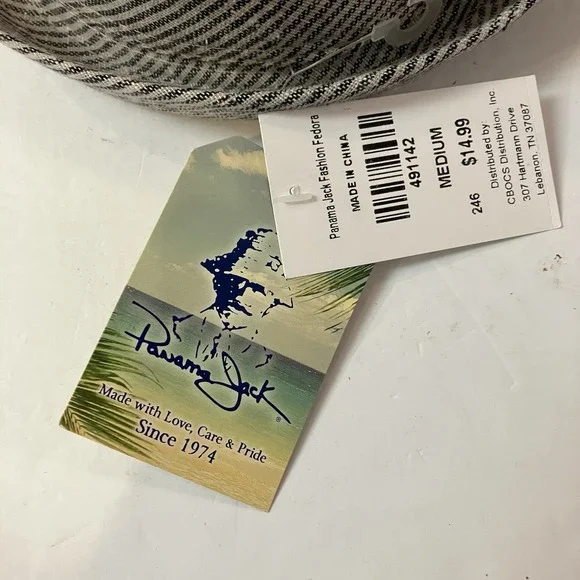 Panama Jack Fashion Fedora
MADE IN CHINA
491142
MEDIUM
$14.99
246
Distributed by:
CBOCS Distribution, Inc
307 Hartmann Drive
Lebanon, TN 37087
Panama Jack
®
Made with Love, Care & Pride
Since 1974